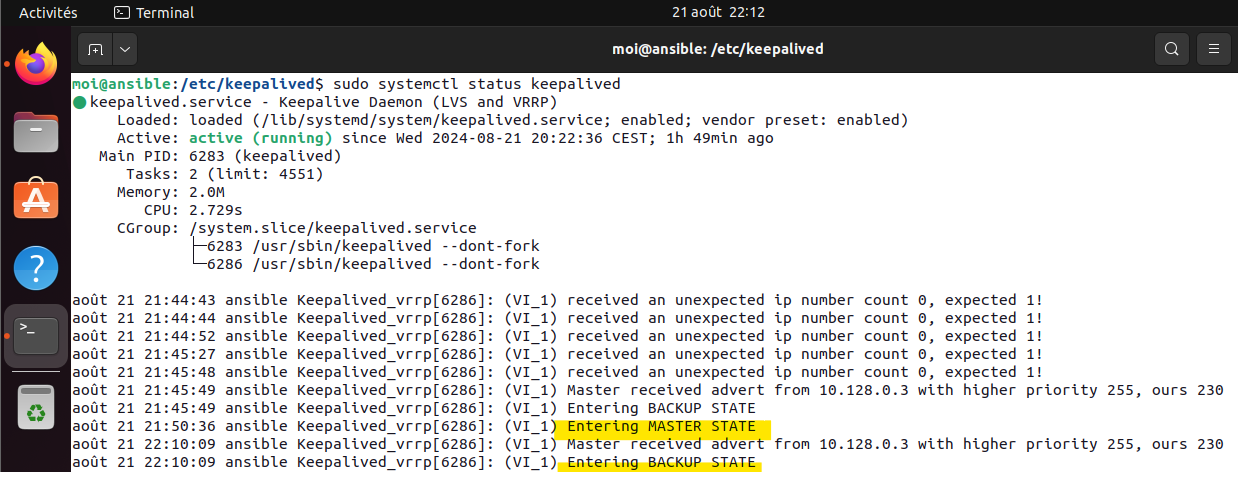 Activités Terminal 21 août 22:12
moi@ansible: /etc/keepalived
moi@ansible:/etc/keepalived$ sudo systemctl status keepalived
keepalived.service - Keepalive Daemon (LVS and VRRP)
Loaded: loaded (/lib/systemd/system/keepalived.service; enabled; vendor preset: enabled)
Active: active (running) since Wed 2024-08-21 20:22:36 CEST; 1h 49min ago
Main PID: 6283 (keepalived)
Tasks: 2 (limit: 4551)
Memory: 2.0M
CPU: 2.729s
CGroup: /system.slice/keepalived.service
├─6283 /usr/sbin/keepalived --dont-fork
└─6286 /usr/sbin/keepalived --dont-fork
août 21 21:44:43 ansible Keepalived_vrrp[6286]: (VI_1) received an unexpected ip number count 0, expected 1!
août 21 21:44:44 ansible Keepalived_vrrp[6286]: (VI_1) received an unexpected ip number count 0, expected 1!
août 21 21:44:52 ansible Keepalived_vrrp[6286]: (VI_1) received an unexpected ip number count 0, expected 1!
août 21 21:45:27 ansible Keepalived_vrrp[6286]: (VI_1) received an unexpected ip number count 0, expected 1!
août 21 21:45:48 ansible Keepalived_vrrp[6286]: (VI_1) received an unexpected ip number count 0, expected 1!
août 21 21:45:49 ansible Keepalived_vrrp[6286]: (VI_1) Master received advert from 10.128.0.3 with higher priority 255, ours 230
août 21 21:45:49 ansible Keepalived_vrrp[6286]: (VI_1) Entering BACKUP STATE
août 21 21:50:36 ansible Keepalived_vrrp[6286]: (VI_1) Entering MASTER STATE
août 21 22:10:09 ansible Keepalived_vrrp[6286]: (VI_1) Master received advert from 10.128.0.3 with higher priority 255, ours 230
août 21 22:10:09 ansible Keepalived_vrrp[6286]: (VI_1) Entering BACKUP STATE